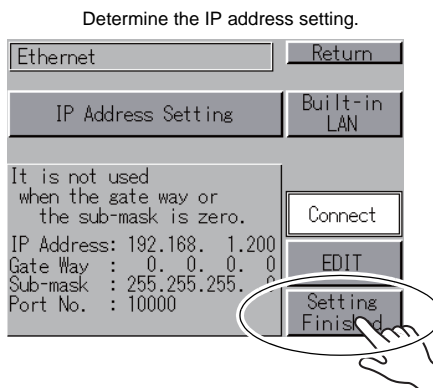 Determine the IP address setting.
Ethernet
Return
IP Address Setting
Built-in
LAN
It is not used
when the gate way or
the sub-mask is zero.
IP Address: 192.168. 1.200
Gate Way : 0. 0. 0. 0
Sub-mask : 255.255.255. 0
Port No. : 10000
Connect
EDIT
Setting
Finished